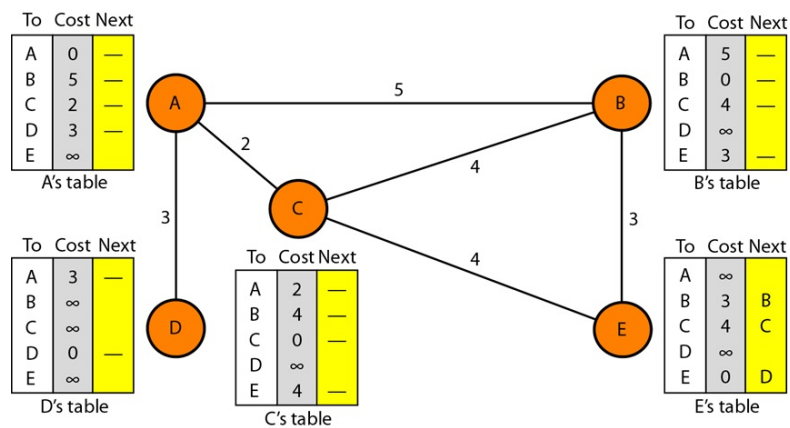 To Cost Next
A 0 —
B 5 —
C 2 —
D 3 —
E ∞
A's table
To Cost Next
A 5 —
B 0 —
C 4 —
D ∞
E 3 —
B's table
A
5
B
2
4
C
3
3
4
D
E
To Cost Next
A 3 —
B ∞
C ∞
D 0 —
E ∞
D's table
To Cost Next
A 2 —
B 4 —
C 0 —
D ∞
E 4 —
C's table
To Cost Next
A ∞
B 3 B
C 4 C
D ∞
E 0 D
E's table